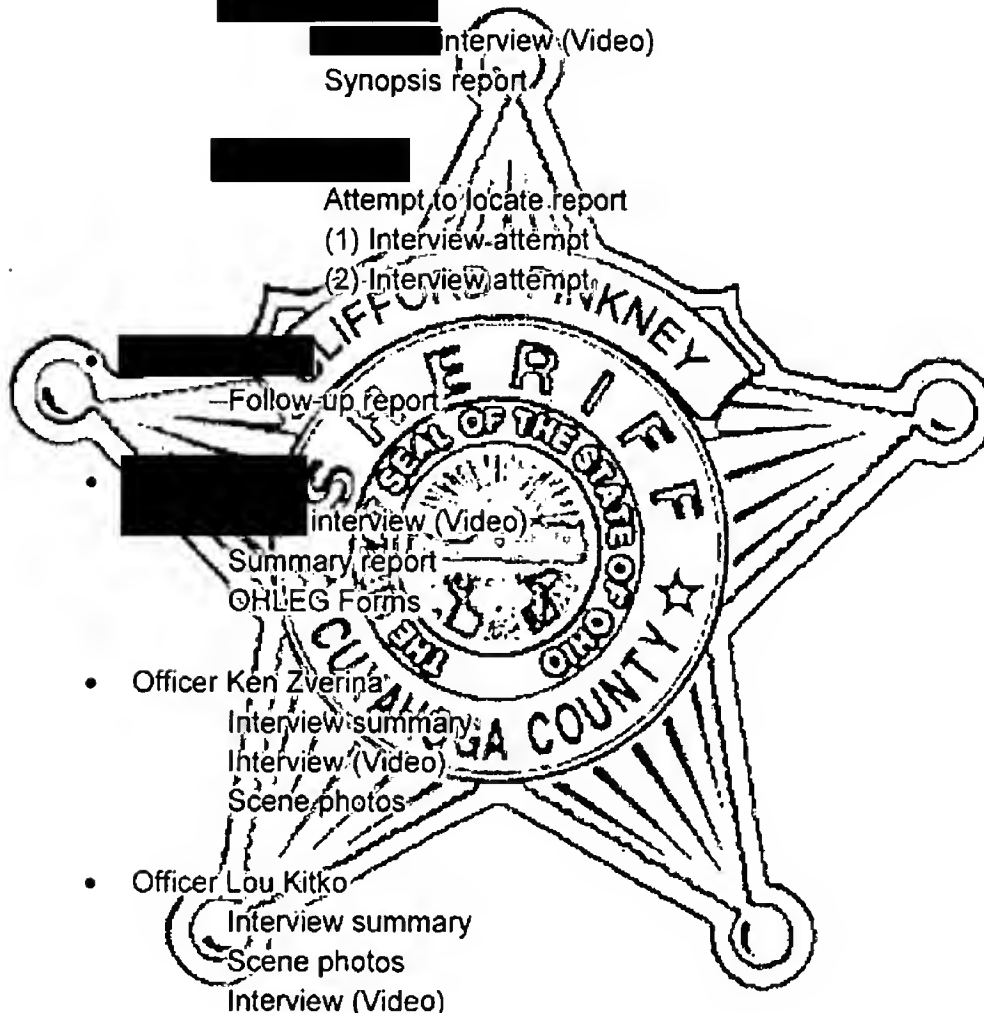 interview (Video)
Synopsis report
Attempt to locate report
(1) Interview attempt
(2) Interview attempt
•
Follow-up report
•
interview (Video)
Summary report
OHLEG Forms
• Officer Ken Zverina
Interview summary
Interview (Video)
Scene photos
• Officer Lou Kitko
Interview summary
Scene photos
Interview (Video)
SHERIFF
THE GREAT SEAL OF THE STATE OF OHIO
CUYAHOGA COUNTY